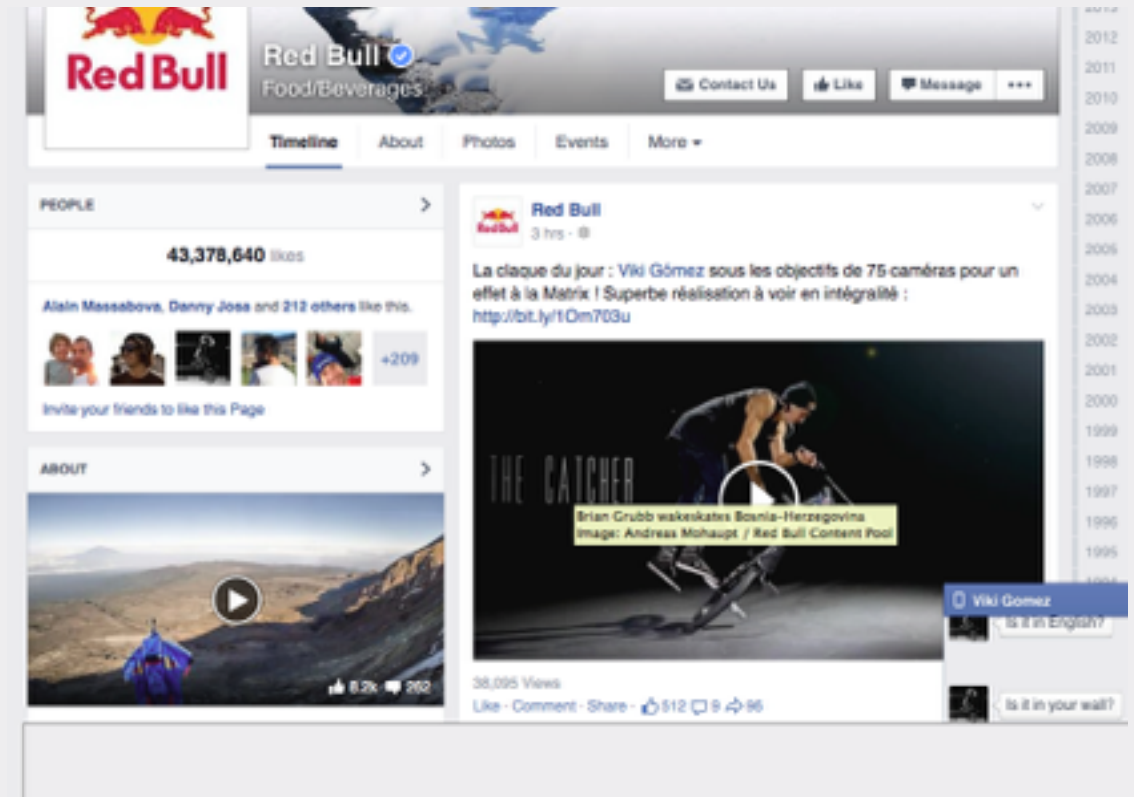 Red Bull
Red Bull
Food/Beverages
Contact Us
Like
Message
Timeline
About
Photos
Events
More
PEOPLE
43,378,640 likes
Alain Massabova, Danny Josa and 212 others like this.
+209
Invite your friends to like this Page
ABOUT
8.2k 262
Red Bull
Red Bull
3 hrs ·
La claque du jour : Viki Gómez sous les objectifs de 75 caméras pour un
effet à la Matrix ! Superbe réalisation à voir en intégralité :
http://bit.ly/1Om703u
THE CATCHER
Brian Grubb wakeskates Bosnia-Herzegovina
Image: Andreas Mohaupt / Red Bull Content Pool
38,095 Views
Like · Comment · Share · 512 9 96
2013
2012
2011
2010
2009
2008
2007
2006
2005
2004
2003
2002
2001
2000
1999
1998
1997
1996
1995
1994
Viki Gomez
Is it in English?
Is it in your wall?